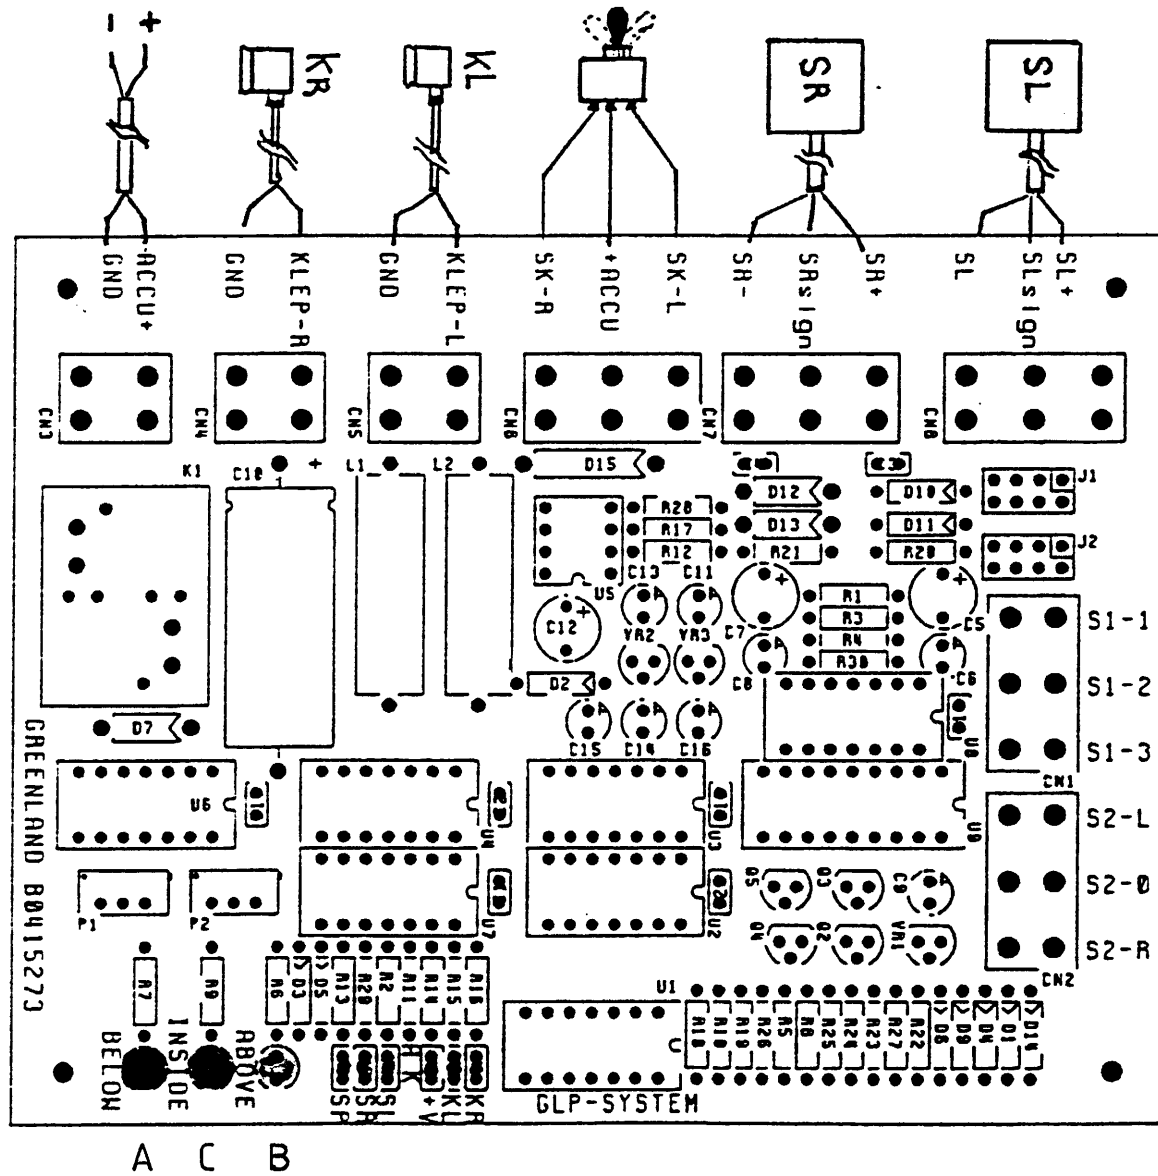 - +
KR
KL
SR
SL
GND
ACCU+
GND
KLEP-R
GND
KLEP-L
SK-R
+ACCU
SK-L
SR-
SRsign
SR+
SL
SLsign
SL+
CN3
CN4
CN5
CN6
CN7
CN8
K1
C10
+
L1
L2
D15
D12
D10
J1
D13
D11
J2
R28
R17
R12
R21
R20
U5
C13
C11
C12
+
VR2
VR3
C7
+
C5
+
R1
R3
R4
R30
C8
C6
D2
C15
C14
C16
U8
D7
S1-1
S1-2
S1-3
CN1
U6
U4
U3
U9
S2-L
S2-0
S2-R
CN2
P1
P2
U7
U2
Q5
Q3
C9
Q4
Q2
VR1
GREENLAND B0415273
R7
R9
R6
D3
D5
R13
R29
R2
R11
R14
R15
R16
U1
R18
R10
R19
R26
R5
R8
R25
R24
R23
R27
R22
D6
D9
D4
D1
D14
BELOW
INSIDE
ABOVE
SP
SR
SL
+V
KL
KR
GLP-SYSTEM
A C B